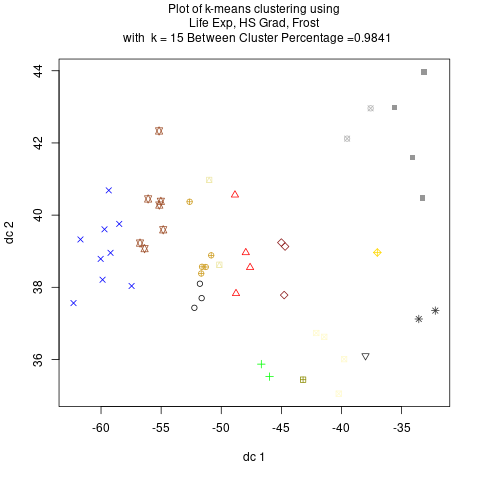 Plot of k-means clustering using
Life Exp, HS Grad, Frost
with k = 15 Between Cluster Percentage =0.9841
44
42
40
38
36
dc 2
-60 -55 -50 -45 -40 -35
dc 1